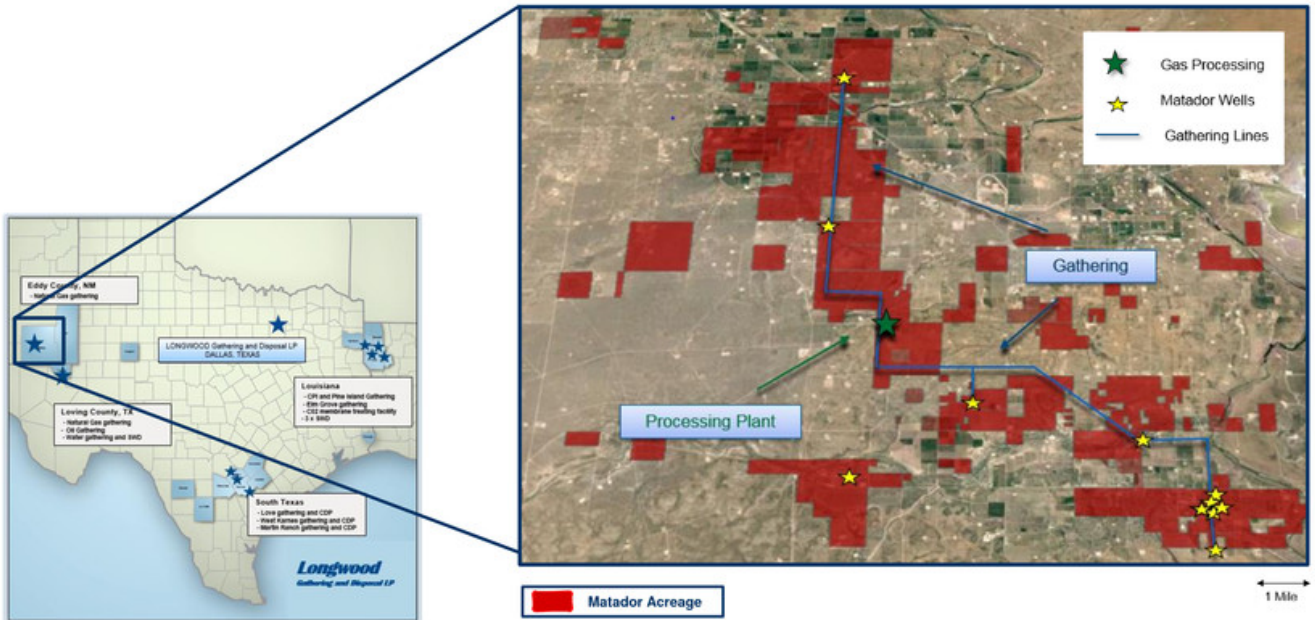 Gas Processing
Matador Wells
Gathering Lines
Gathering
Processing Plant
Matador Acreage
1 Mile
Eddy County, NM
- Natural Gas gathering
LONGWOOD Gathering and Disposal LP
DALLAS, TEXAS
Loving County, TX
- Natural Gas gathering
- Oil Gathering
- Water gathering and SWD
Louisiana
- CPI and Pine Island Gathering
- Elm Grove gathering
- C02 membrane treating facility
- 3 x SWD
South Texas
- Love gathering and CDP
- West Karnes gathering and CDP
- Martin Ranch gathering and CDP
Longwood
Gathering and Disposal LP